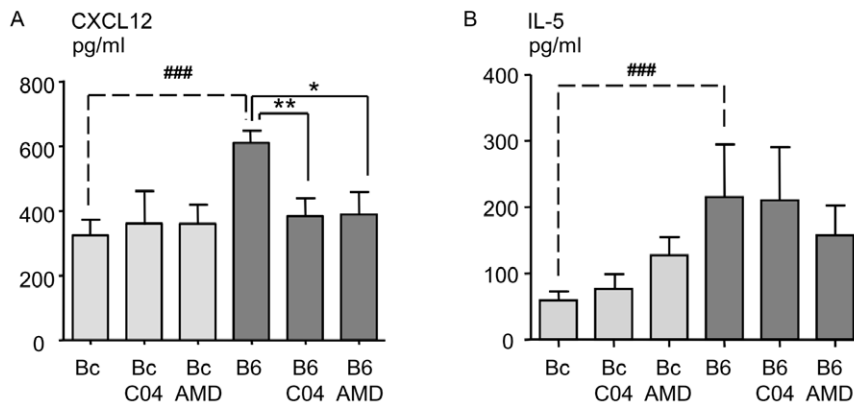 A
CXCL12
pg/ml
800
600
400
200
0
###
*
**
Bc
Bc
C04
Bc
AMD
B6
B6
C04
B6
AMD
B
IL-5
pg/ml
400
300
200
100
0
###
Bc
Bc
C04
Bc
AMD
B6
B6
C04
B6
AMD